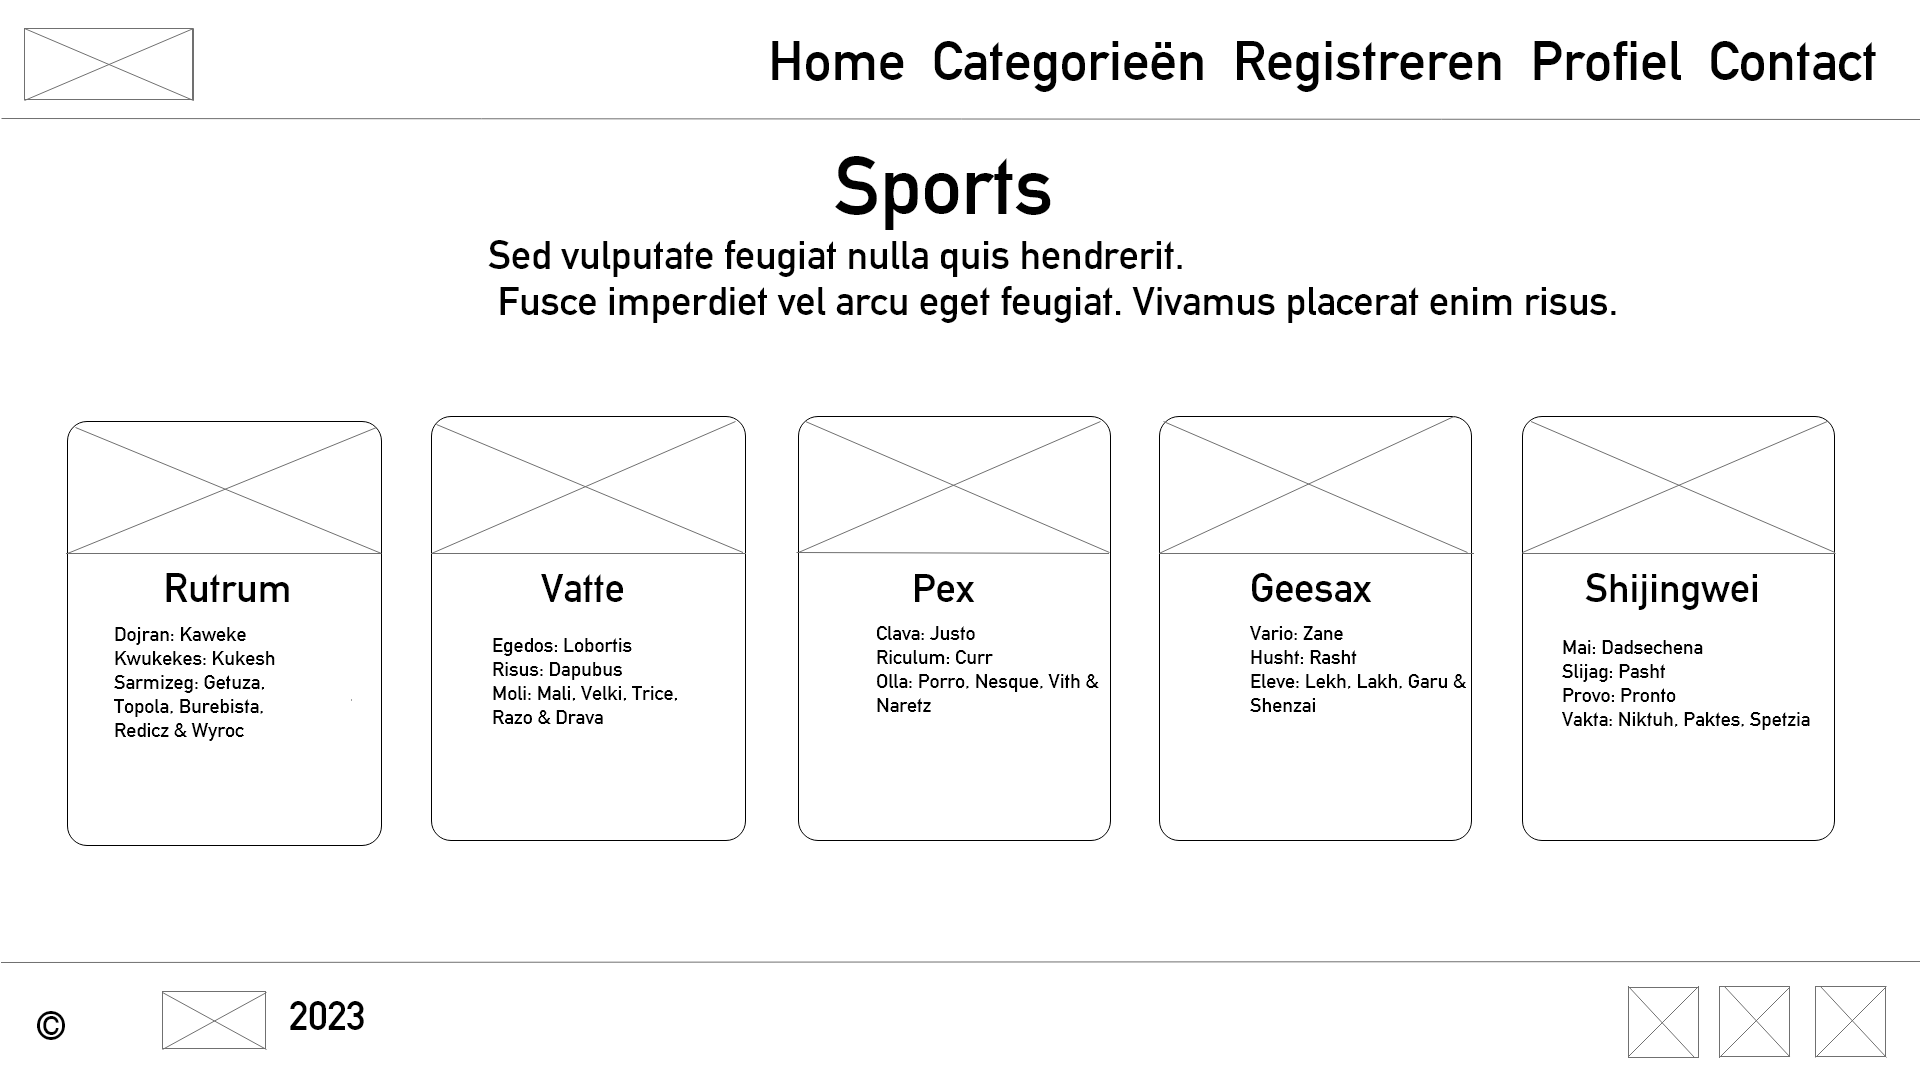 Home Categorieën Registreren Profiel Contact
Sports
Sed vulputate feugiat nulla quis hendrerit.
Fusce imperdiet vel arcu eget feugiat. Vivamus placerat enim risus.
Rutrum
Dojran: Kaweke
Kwukekes: Kukesh
Sarmizeg: Getuza,
Topola, Burebista,
Redicz & Wyroc
Vatte
Egedos: Lobortis
Risus: Dapubus
Moli: Mali, Velki, Trice,
Razo & Drava
Pex
Clava: Justo
Riculum: Curr
Olla: Porro, Nesque, Vith &
Naretz
Geesax
Vario: Zane
Husht: Rasht
Eleve: Lekh, Lakh, Garu &
Shenzai
Shijingwei
Mai: Dadsechena
Slijag: Pasht
Provo: Pronto
Vakta: Niktuh, Paktes, Spetzia
© 2023